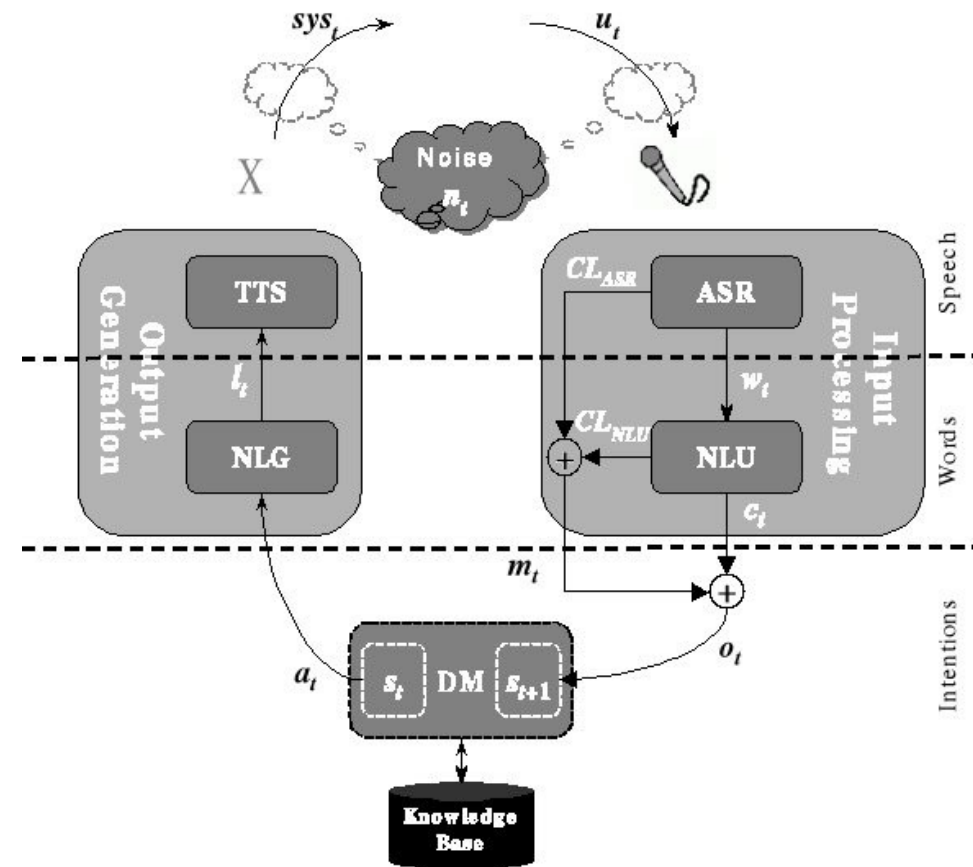 sys_t
u_t
X
Noise
n_t
Output
Generation
TTS
l_t
NLG
CL_ASR
ASR
w_t
CL_NLU
+
NLU
c_t
Input
Processing
Speech
Words
Intentions
m_t
+
o_t
a_t
s_t
DM
s_t+1
Knowledge
Base